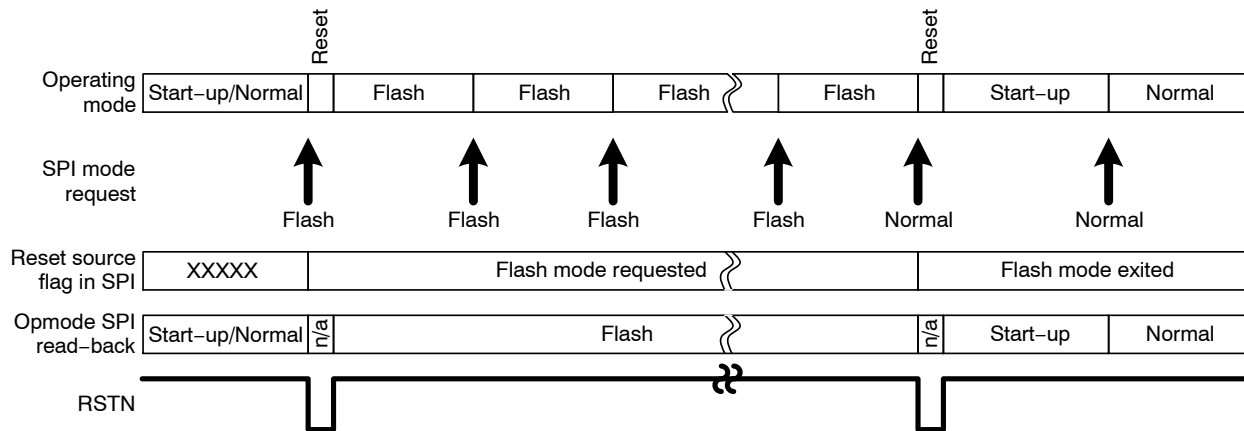 Reset Reset
Operating mode Start−up/Normal Flash Flash Flash Flash Start−up Normal
SPI mode request
Flash Flash Flash Flash Normal Normal
Reset source flag in SPI XXXXX Flash mode requested Flash mode exited
Opmode SPI read−back Start−up/Normal n/a Flash n/a Start−up Normal
RSTN